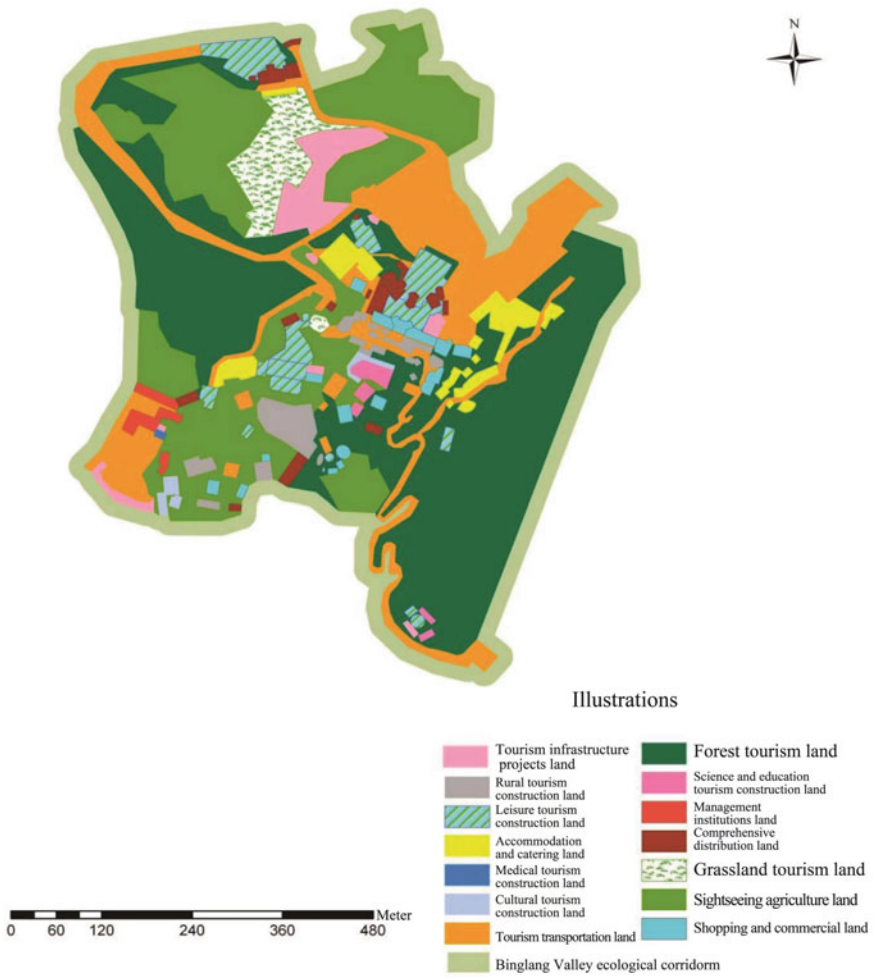 N
Illustrations
Tourism infrastructure
projects land
Rural tourism
construction land
Leisure tourism
construction land
Accommodation
and catering land
Medical tourism
construction land
Cultural tourism
construction land
Tourism transportation land
Binglang Valley ecological corridorm
Forest tourism land
Science and education
tourism construction land
Management
institutions land
Comprehensive
distribution land
Grassland tourism land
Sightseeing agriculture land
Shopping and commercial land
Meter
0 60 120 240 360 480